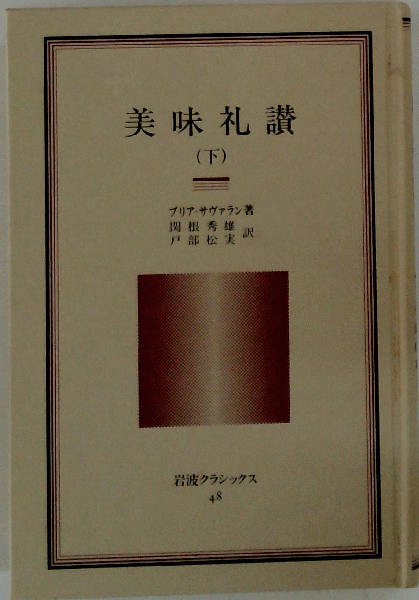 美味礼讃
(下)
ブリア-サヴァラン著
関根秀雄
戸部松実 訳
岩波クラシックス
48